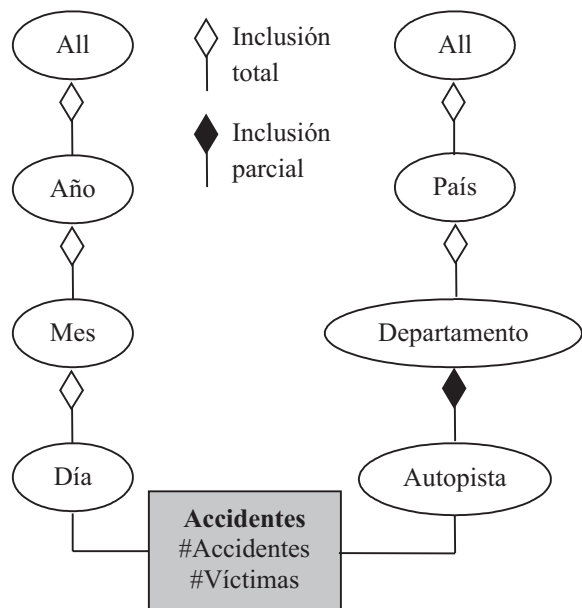 All
Año
Mes
Día
Inclusión
total
Inclusión
parcial
All
País
Departamento
Autopista
Accidentes
#Accidentes
#Víctimas